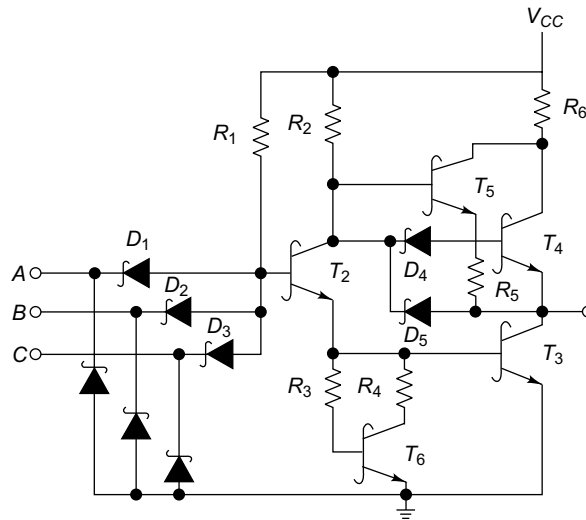 V_CC
R_6
R_1
R_2
T_5
D_1
T_4
A
T_2
D_4
D_2
R_5
B
D_3
D_5
C
T_3
R_3
R_4
T_6